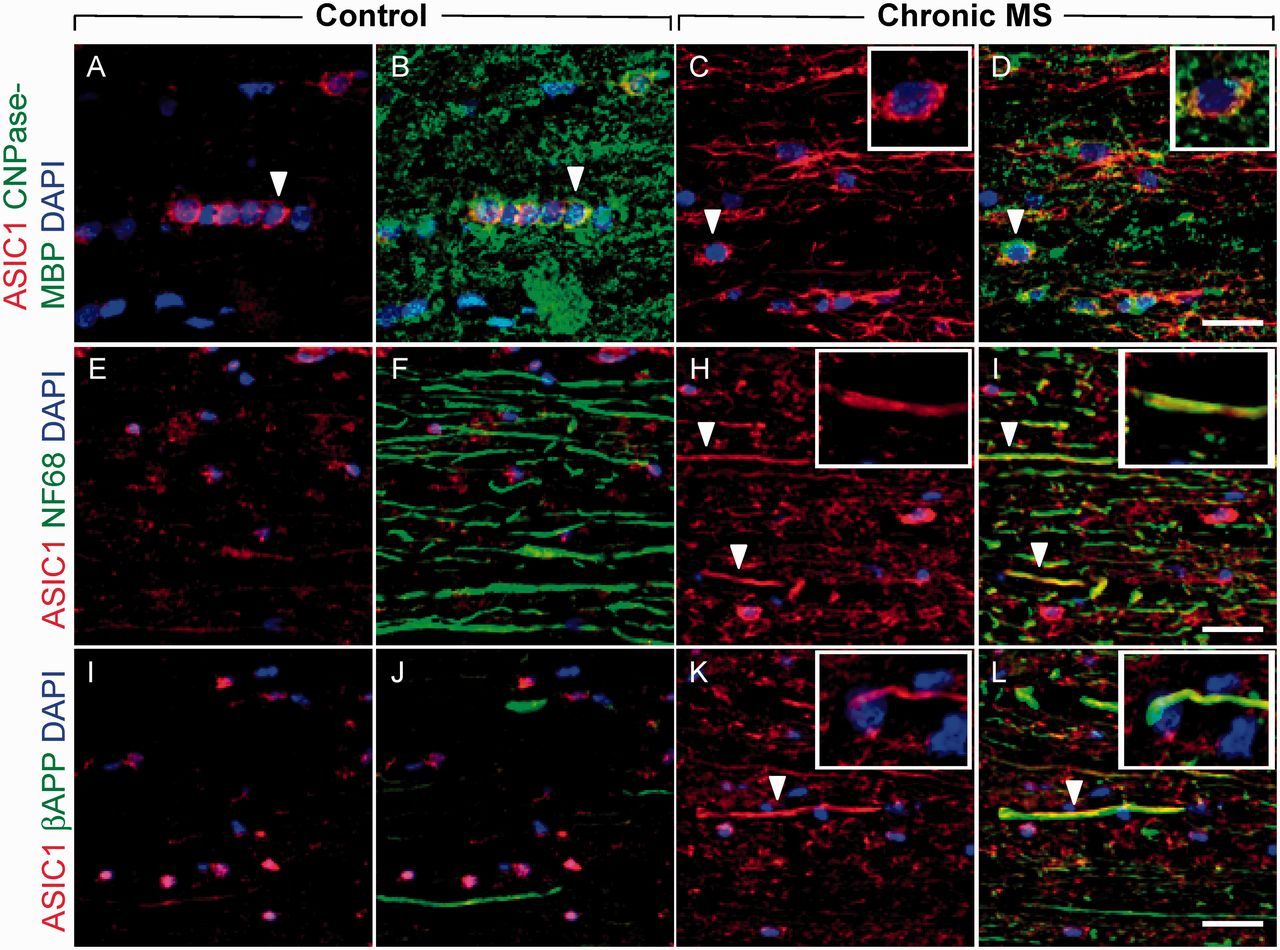 Control
Chronic MS
ASIC1 CNPase-
MBP DAPI
A
B
C
D
ASIC1 NF68 DAPI
E
F
H
I
ASIC1 βAPP DAPI
I
J
K
L